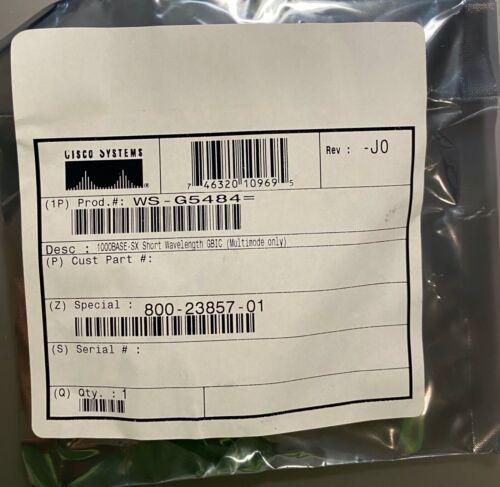 CISCO SYSTEMS
®
7 46320 10969 5
Rev : -J0
(1P) Prod.#: WS-G5484=
Desc : 1000BASE-SX Short Wavelength GBIC (Multimode only)
(P) Cust Part #:
(Z) Special : 800-23857-01
(S) Serial # :
(Q) Qty. : 1